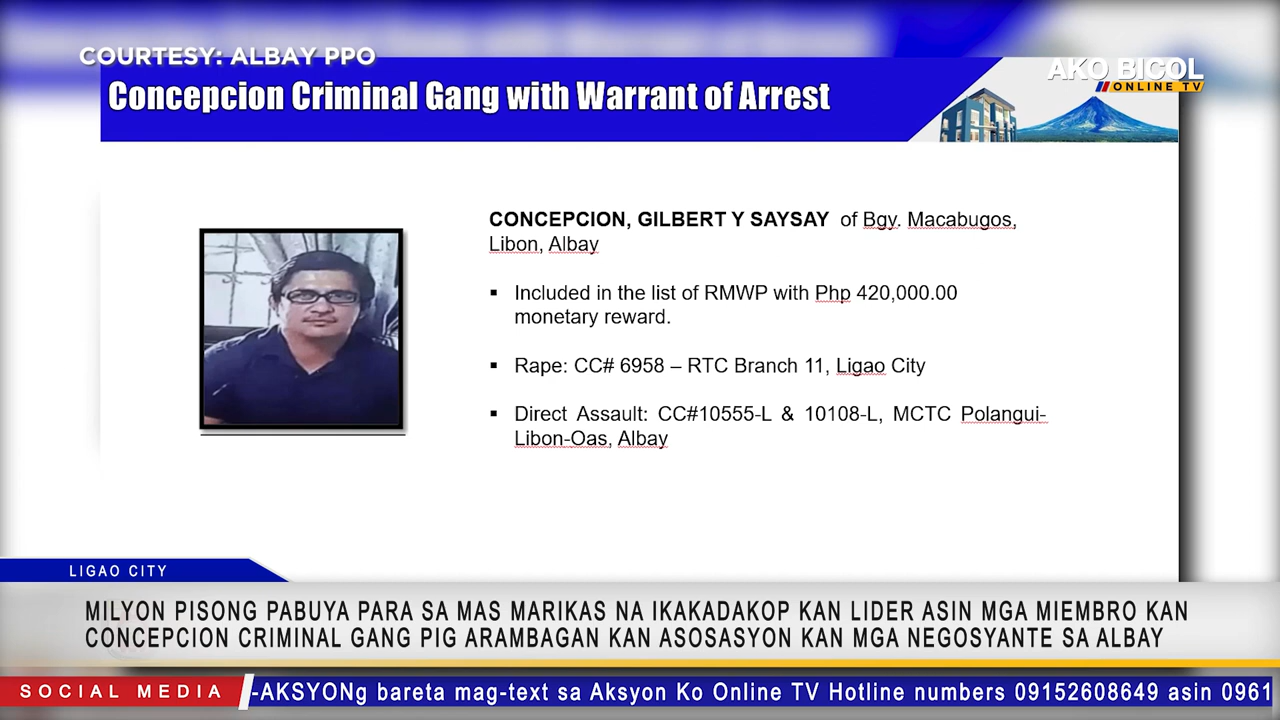 COURTESY: ALBAY PPO
AKO BICOL
ONLINE TV
Concepcion Criminal Gang with Warrant of Arrest
CONCEPCION, GILBERT Y SAYSAY of Bgy. Macabugos,
Libon, Albay
▪ Included in the list of RMWP with Php 420,000.00
monetary reward.
▪ Rape: CC# 6958 – RTC Branch 11, Ligao City
▪ Direct Assault: CC#10555-L & 10108-L, MCTC Polangui-
Libon-Oas, Albay
LIGAO CITY
MILYON PISONG PABUYA PARA SA MAS MARIKAS NA IKAKADAKOP KAN LIDER ASIN MGA MIEMBRO KAN
CONCEPCION CRIMINAL GANG PIG ARAMBAGAN KAN ASOSASYON KAN MGA NEGOSYANTE SA ALBAY
SOCIAL MEDIA
-AKSYONg bareta mag-text sa Aksyon Ko Online TV Hotline numbers 09152608649 asin 0961